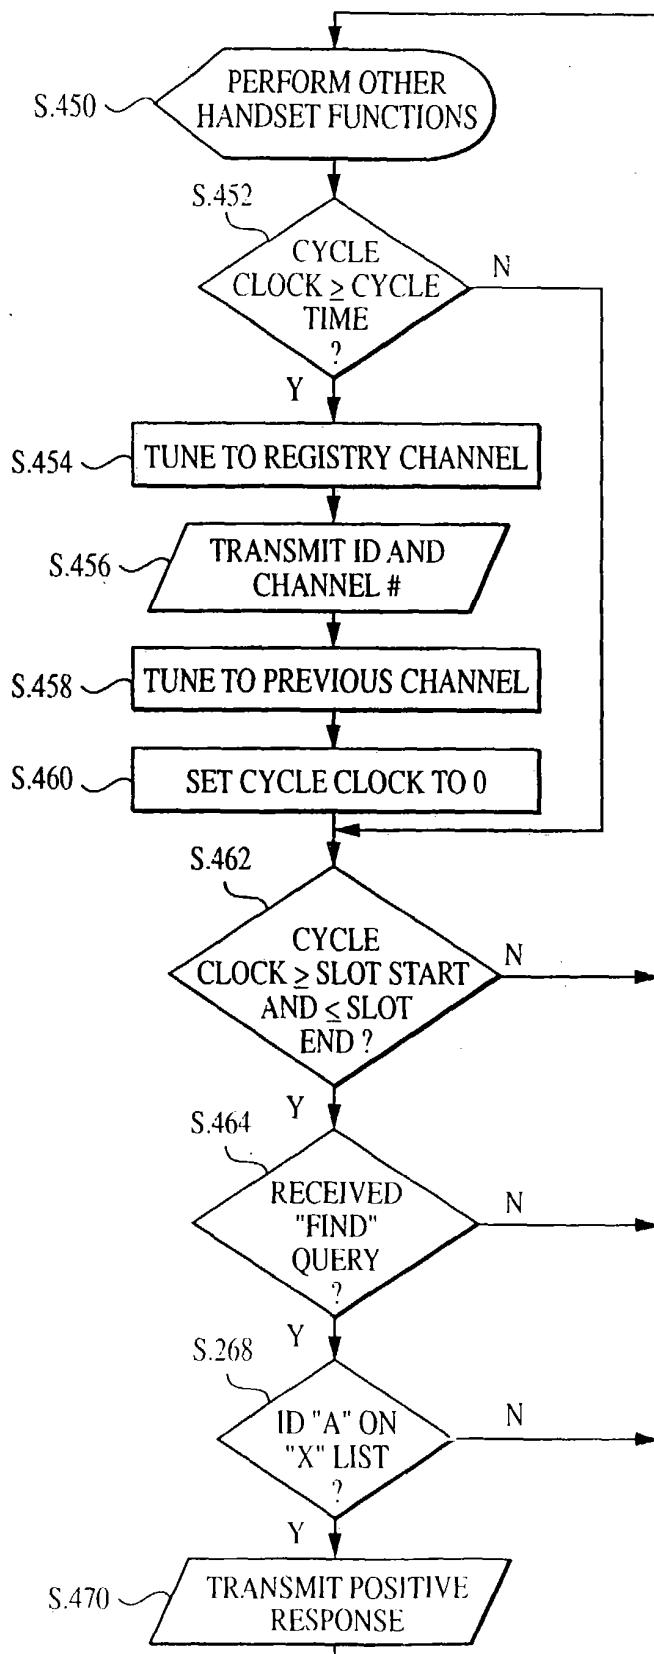 S.450
PERFORM OTHER
HANDSET FUNCTIONS
S.452
CYCLE
CLOCK ≥ CYCLE
TIME
?
N
Y
S.454
TUNE TO REGISTRY CHANNEL
S.456
TRANSMIT ID AND
CHANNEL #
S.458
TUNE TO PREVIOUS CHANNEL
S.460
SET CYCLE CLOCK TO 0
S.462
CYCLE
CLOCK ≥ SLOT START
AND ≤ SLOT
END ?
N
Y
S.464
RECEIVED
"FIND"
QUERY
?
N
Y
S.268
ID "A" ON
"X" LIST
?
N
Y
S.470
TRANSMIT POSITIVE
RESPONSE